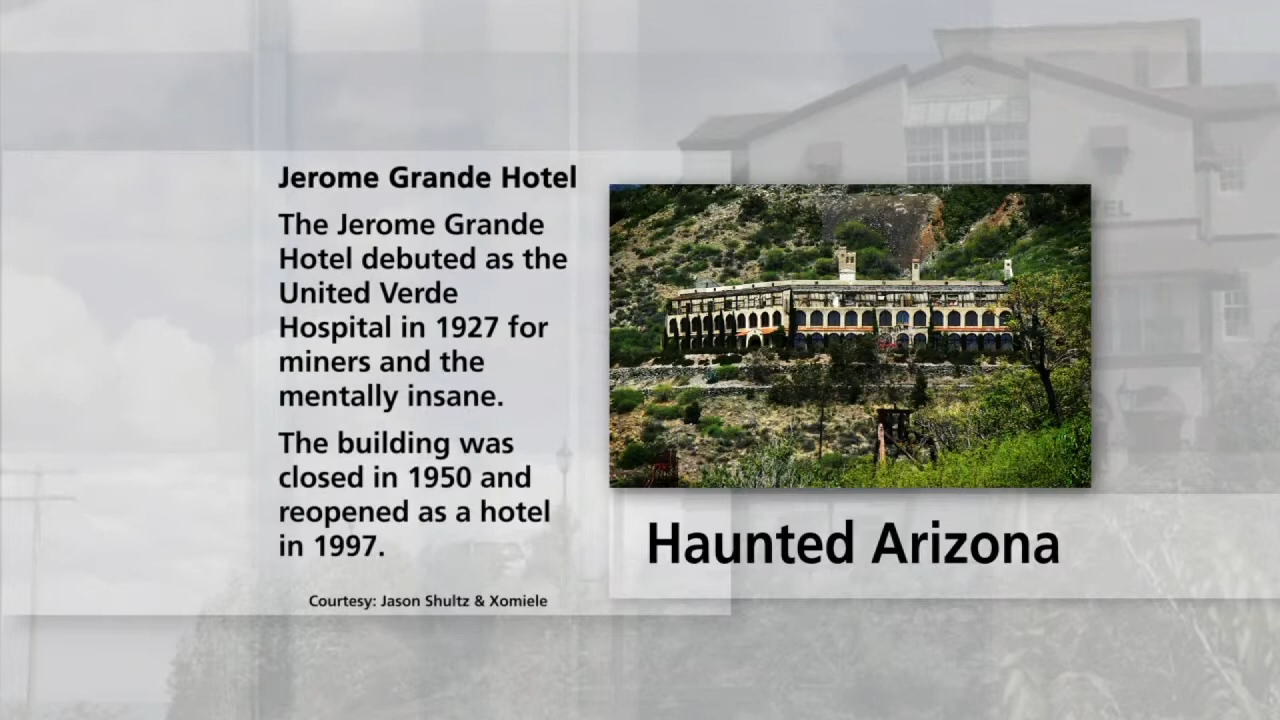 Jerome Grande Hotel
The Jerome Grande
Hotel debuted as the
United Verde
Hospital in 1927 for
miners and the
mentally insane.
The building was
closed in 1950 and
reopened as a hotel
in 1997.
Courtesy: Jason Shultz & Xomiele
Haunted Arizona